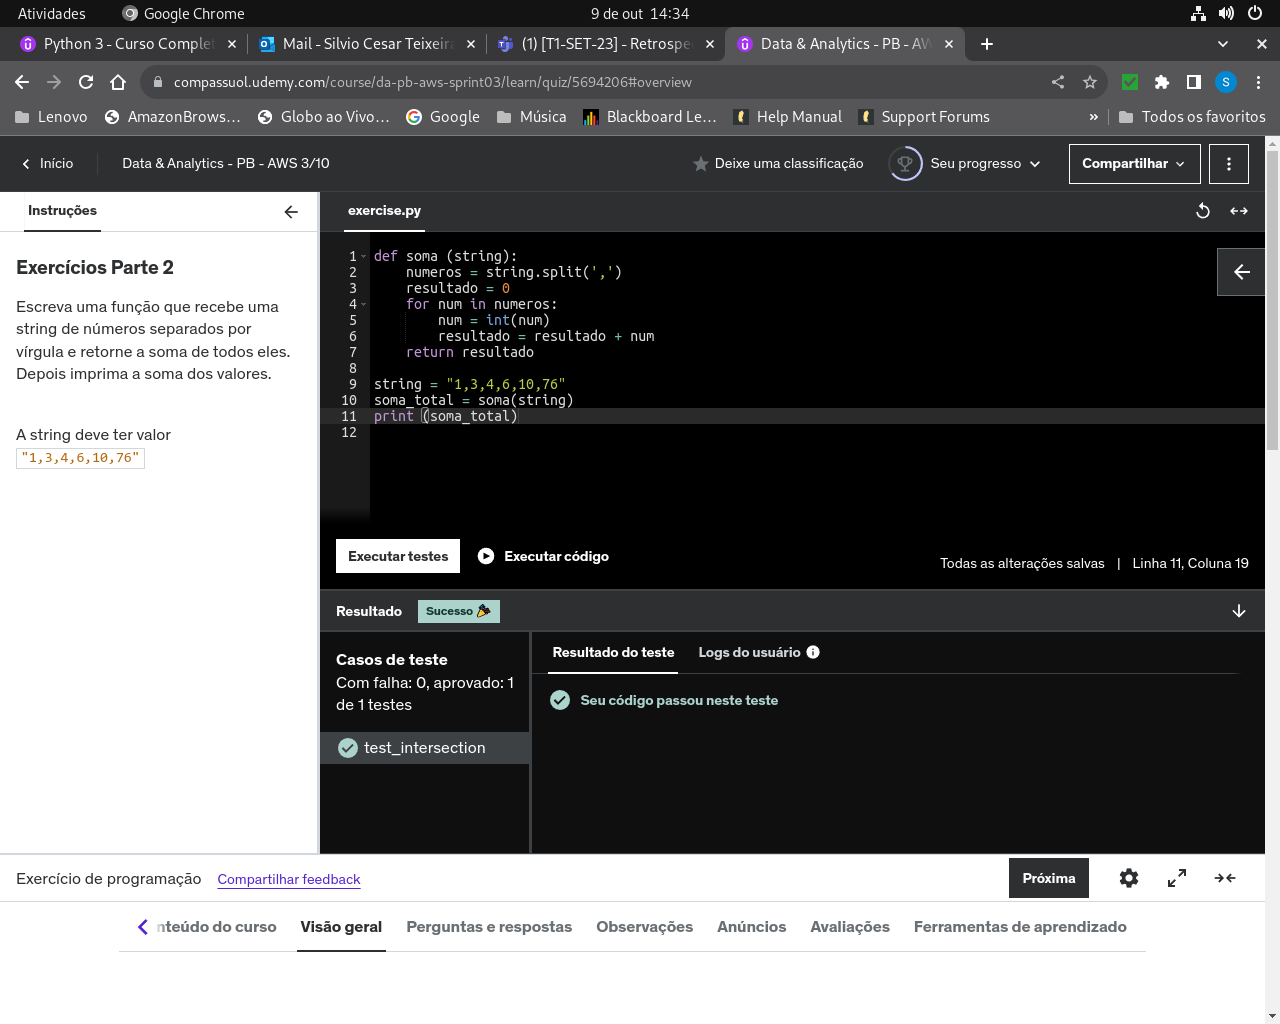 Atividades
Google Chrome
9 de out 14:34
Python 3 - Curso Complet
Mail - Silvio Cesar Teixeira
(1) [T1-SET-23] - Retrospe
Data & Analytics - PB - AW
compassuol.udemy.com/course/da-pb-aws-sprint03/learn/quiz/5694206#overview
S
Lenovo
AmazonBrows...
Globo ao Vivo...
Google
Música
Blackboard Le...
Help Manual
Support Forums
»
Todos os favoritos
Início
Data & Analytics - PB - AWS 3/10
Deixe uma classificação
Seu progresso
Compartilhar
Instruções
exercise.py
Exercícios Parte 2
Escreva uma função que recebe uma
string de números separados por
vírgula e retorne a soma de todos eles.
Depois imprima a soma dos valores.
A string deve ter valor
"1,3,4,6,10,76"
1 def soma (string):
2     numeros = string.split(',')
3     resultado = 0
4     for num in numeros:
5         num = int(num)
6         resultado = resultado + num
7     return resultado
8
9 string = "1,3,4,6,10,76"
10 soma_total = soma(string)
11 print (soma_total)
12
Executar testes
Executar código
Todas as alterações salvas | Linha 11, Coluna 19
Resultado
Sucesso
Casos de teste
Com falha: 0, aprovado: 1
de 1 testes
test_intersection
Resultado do teste
Logs do usuário
Seu código passou neste teste
Exercício de programação
Compartilhar feedback
Próxima
nteúdo do curso
Visão geral
Perguntas e respostas
Observações
Anúncios
Avaliações
Ferramentas de aprendizado